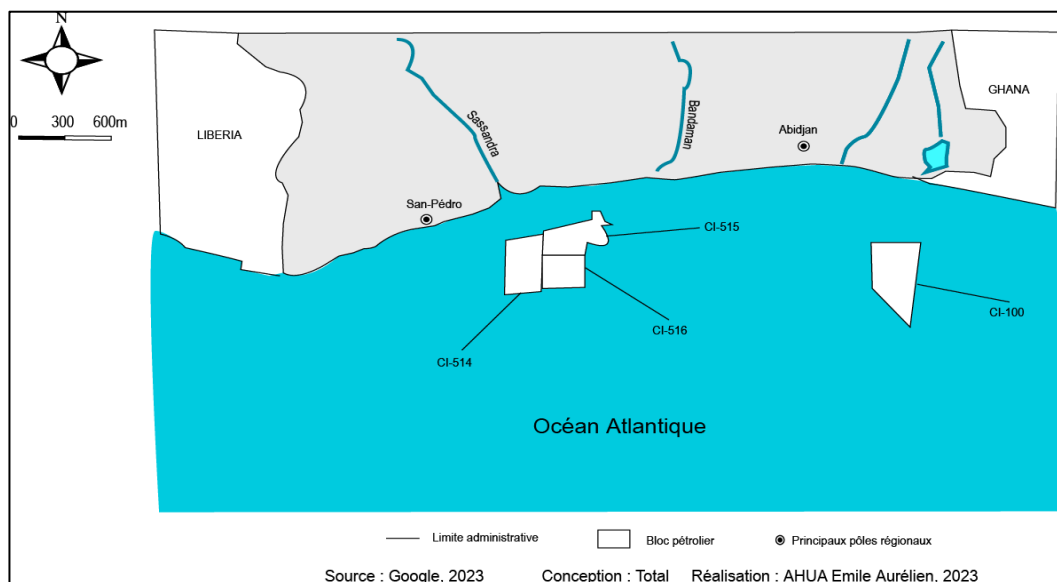 N
0 300 600m
LIBERIA
GHANA
Sassandra
Bandaman
Abidjan
San-Pédro
CI-515
CI-100
CI-516
CI-514
Océan Atlantique
Limite administrative
Bloc pétrolier
Principaux pôles régionaux
Source : Google, 2023 Conception : Total Réalisation : AHUA Emile Aurélien, 2023